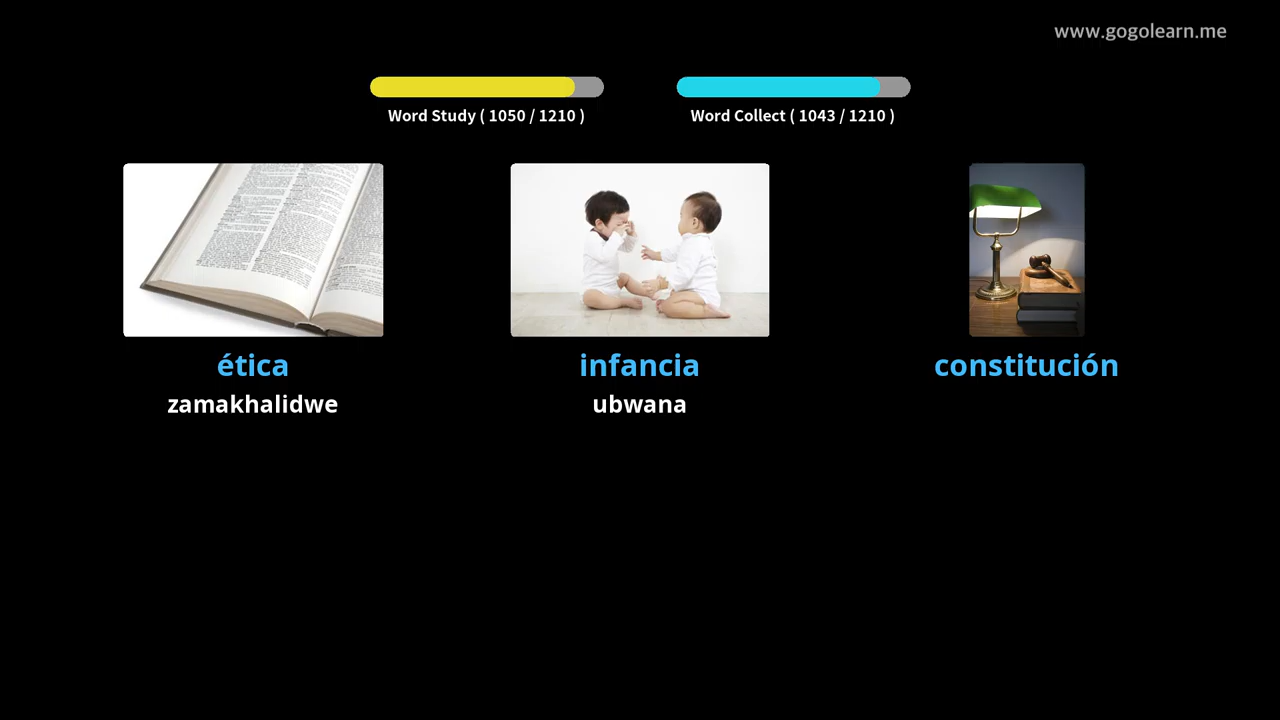 www.gogolearn.me
Word Study ( 1050 / 1210 )
Word Collect ( 1043 / 1210 )
ética
infancia
constitución
zamakhalidwe
ubwana